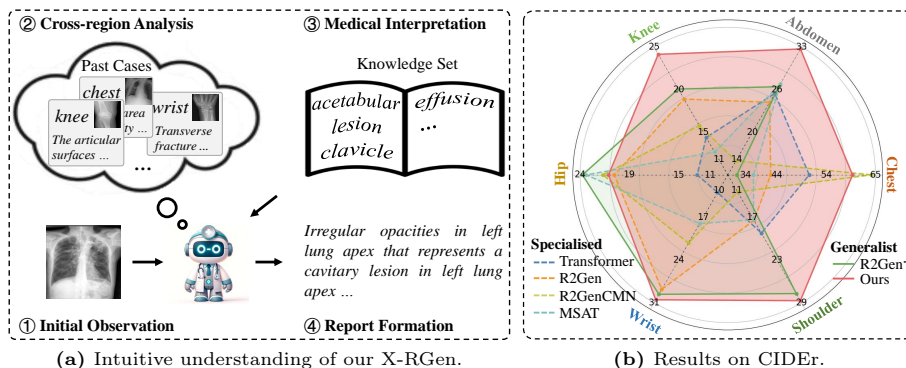 ② Cross-region Analysis
③ Medical Interpretation
Past Cases
chest
area
ty ...
knee
The articular
surfaces ...
wrist
Transverse
fracture ...
...
Knowledge Set
acetabular
lesion
clavicle
effusion
...
Irregular opacities in left
lung apex that represents a
cavitary lesion in left lung
apex ...
① Initial Observation
④ Report Formation
(a) Intuitive understanding of our X-RGen.
Knee
Abdomen
Hip
Chest
Wrist
Shoulder
25
20
15
11
33
26
20
14
24
19
15
11
34
44
54
65
10
17
24
31
11
17
23
29
Specialised
Transformer
R2Gen
R2GenCMN
MSAT
Generalist
R2Gen⁻
Ours
(b) Results on CIDEr.